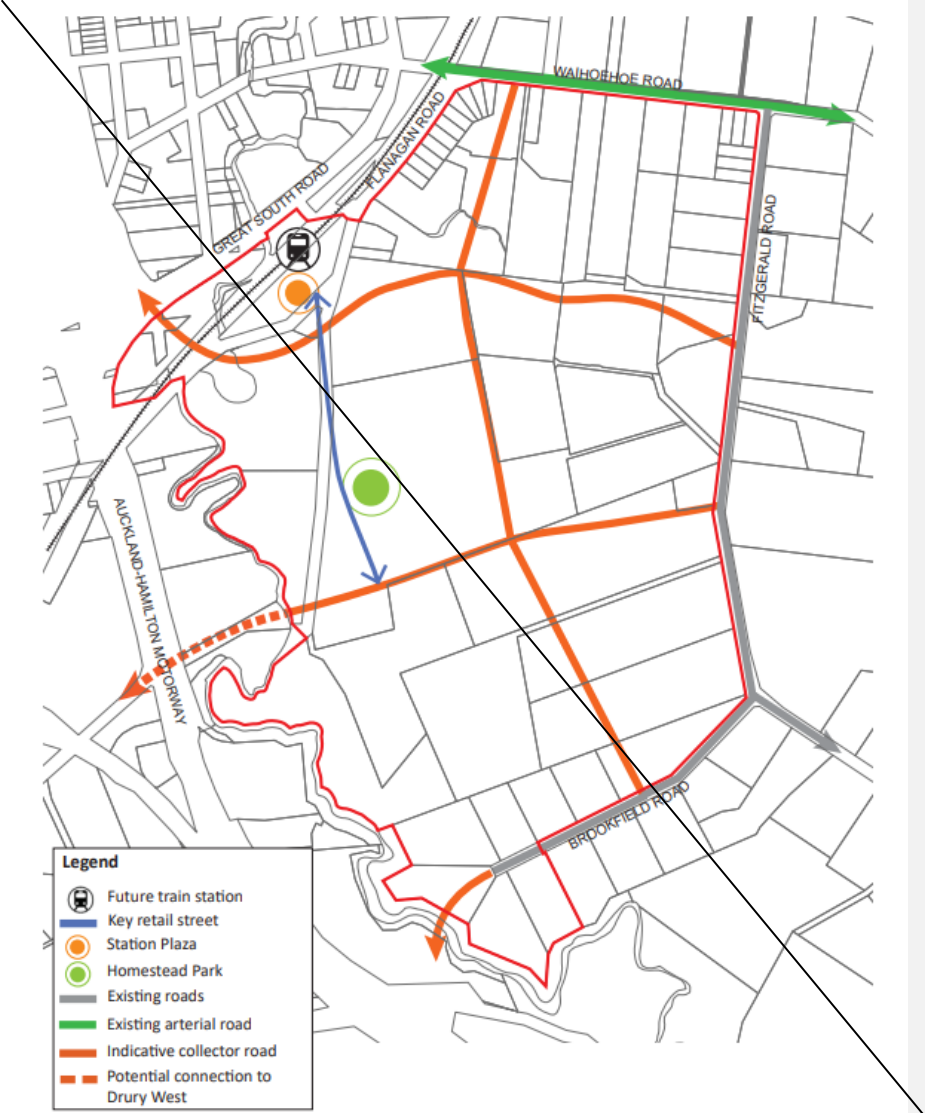 WAIHOEHOE ROAD
FLANAGAN ROAD
GREAT SOUTH ROAD
FITZGERALD ROAD
AUCKLAND-HAMILTON MOTORWAY
BROOKFIELD ROAD
Legend
Future train station
Key retail street
Station Plaza
Homestead Park
Existing roads
Existing arterial road
Indicative collector road
Potential connection to
Drury West